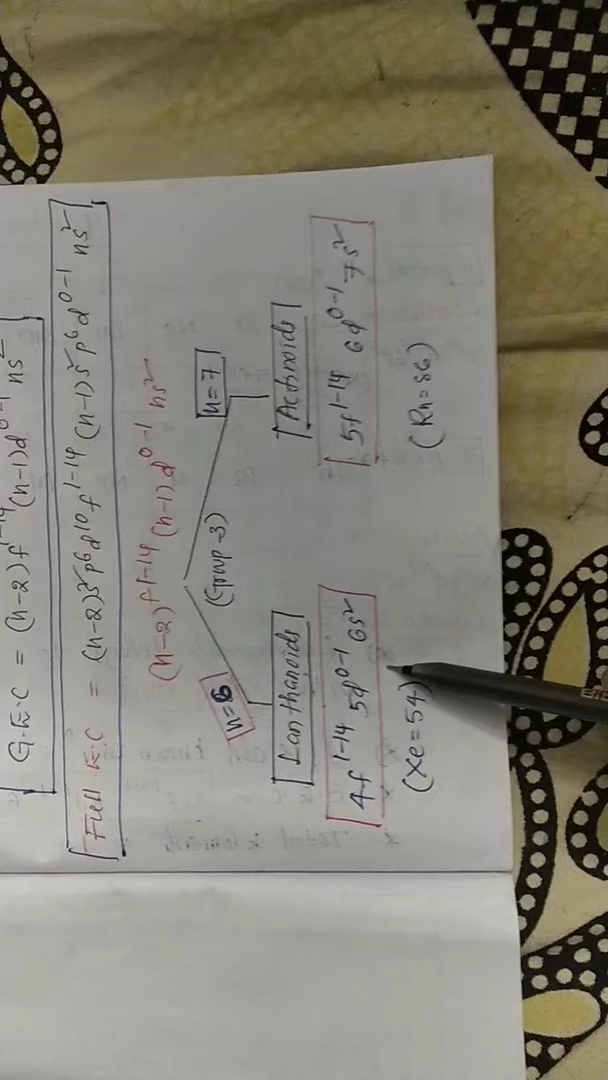 G.E.C = (n-2)f¹⁻¹⁴ (n-1)d⁰⁻¹ ns²
Full E.C = (n-2)s²p⁶d¹⁰f¹⁻¹⁴ (n-1)s²p⁶d⁰⁻¹ ns²
(n-2)f¹⁻¹⁴ (n-1)d⁰⁻¹ ns²
(Group-3)
n=6 n=7
Lanthanoids Actinoids
4f¹⁻¹⁴ 5d⁰⁻¹ 6s² 5f¹⁻¹⁴ 6d⁰⁻¹ 7s²
(Xe=54) (Rn=86)